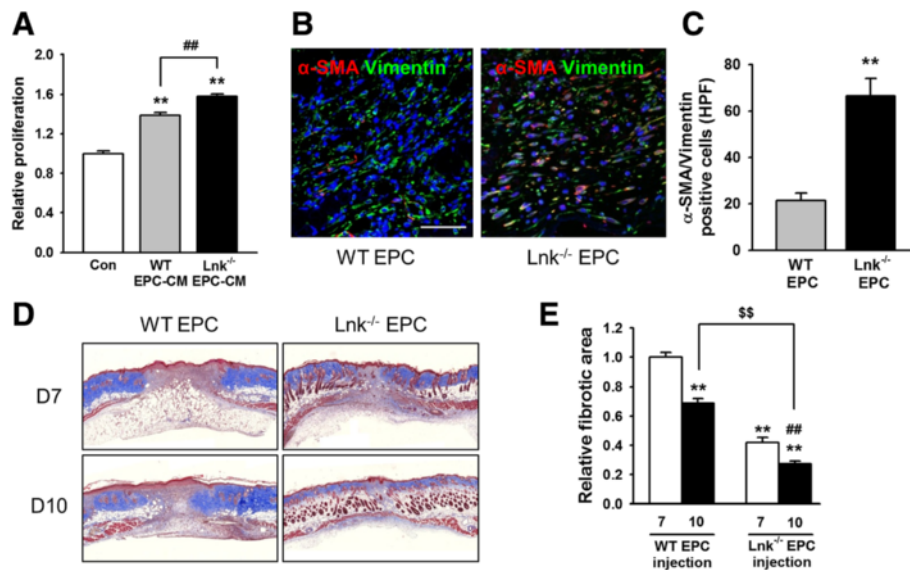 A
Relative proliferation
2.0
1.6
1.2
0.8
0.4
0.0
**
##
**
Con
WT
EPC-CM
Lnk-/-
EPC-CM
B
α-SMA/Vimentin
α-SMA/Vimentin
WT EPC
Lnk-/- EPC
C
α-SMA/Vimentin
positive cells (HPF)
80
60
40
20
0
**
WT
EPC
Lnk-/-
EPC
D
WT EPC
Lnk-/- EPC
D7
D10
E
Relative fibrotic area
1.2
1.0
0.8
0.6
0.4
0.2
0.0
$$
**
**
##
**
7 10 7 10
WT EPC
injection
Lnk-/- EPC
injection